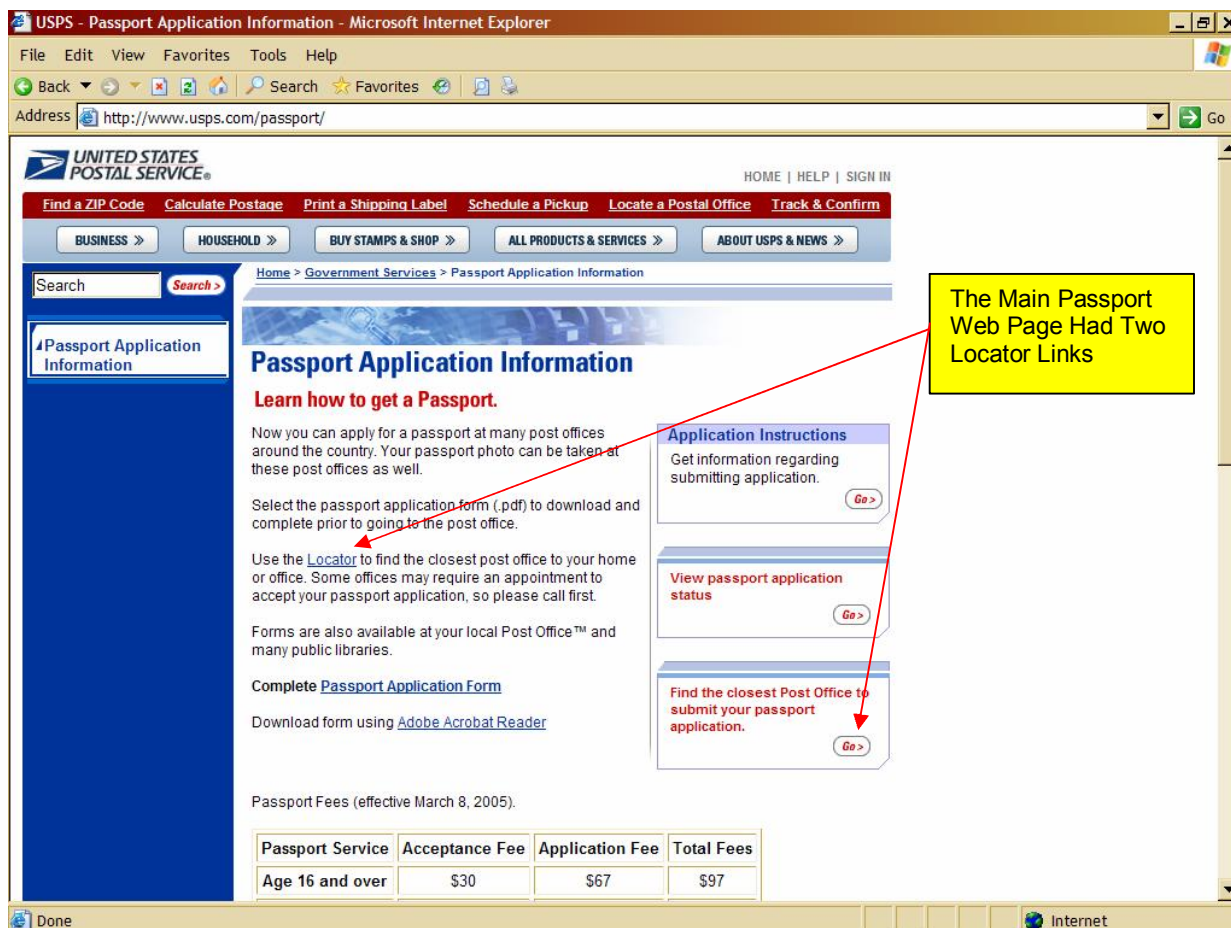 USPS - Passport Application Information - Microsoft Internet Explorer
File Edit View Favorites Tools Help
Back Search Favorites
Address http://www.usps.com/passport/ Go
UNITED STATES
POSTAL SERVICE®
HOME | HELP | SIGN IN
Find a ZIP Code Calculate Postage Print a Shipping Label Schedule a Pickup Locate a Postal Office Track & Confirm
BUSINESS >> HOUSEHOLD >> BUY STAMPS & SHOP >> ALL PRODUCTS & SERVICES >> ABOUT USPS & NEWS >>
Home > Government Services > Passport Application Information
Search Search >
Passport Application
Information
The Main Passport
Web Page Had Two
Locator Links
Passport Application Information
Learn how to get a Passport.
Now you can apply for a passport at many post offices
around the country. Your passport photo can be taken at
these post offices as well.
Select the passport application form (.pdf) to download and
complete prior to going to the post office.
Use the Locator to find the closest post office to your home
or office. Some offices may require an appointment to
accept your passport application, so please call first.
Forms are also available at your local Post Office™ and
many public libraries.
Complete Passport Application Form
Download form using Adobe Acrobat Reader
Application Instructions
Get information regarding
submitting application.
Go >
View passport application
status
Go >
Find the closest Post Office to
submit your passport
application.
Go >
Passport Fees (effective March 8, 2005).
Passport Service Acceptance Fee Application Fee Total Fees
Age 16 and over $30 $67 $97
Done Internet